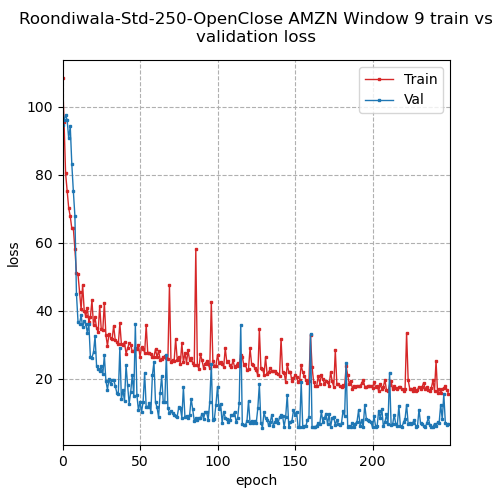 Roondiwala-Std-250-OpenClose AMZN Window 9 train vs
validation loss
Train
Val
100
80
60
40
20
loss
0
50
100
150
200
epoch